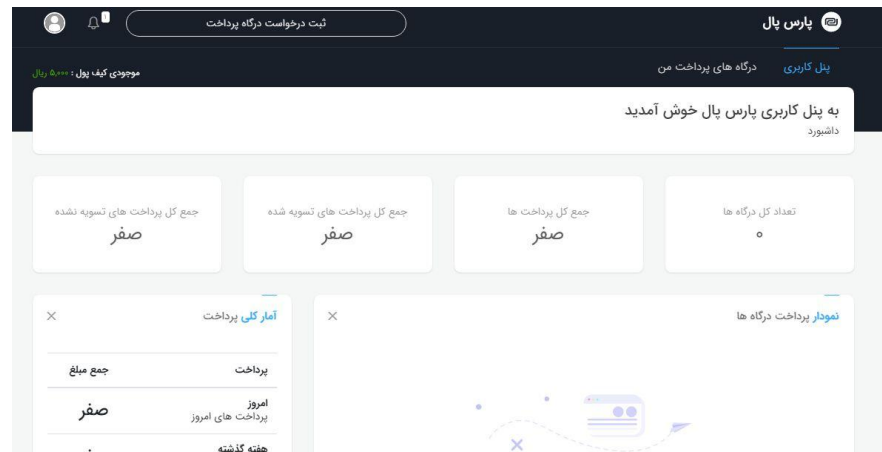 پارس پال
ثبت درخواست درگاه پرداخت
۱
پنل کاربری
درگاه های پرداخت من
موجودی کیف پول : ۵,۰۰۰ ریال
به پنل کاربری پارس پال خوش آمدید
داشبورد
تعداد کل درگاه ها
۰
جمع کل پرداخت ها
صفر
جمع کل پرداخت های تسویه شده
صفر
جمع کل پرداخت های تسویه نشده
صفر
نمودار پرداخت درگاه ها
آمار کلی پرداخت
پرداخت جمع مبلغ
امروز
پرداخت های امروز
صفر
هفته گذشته